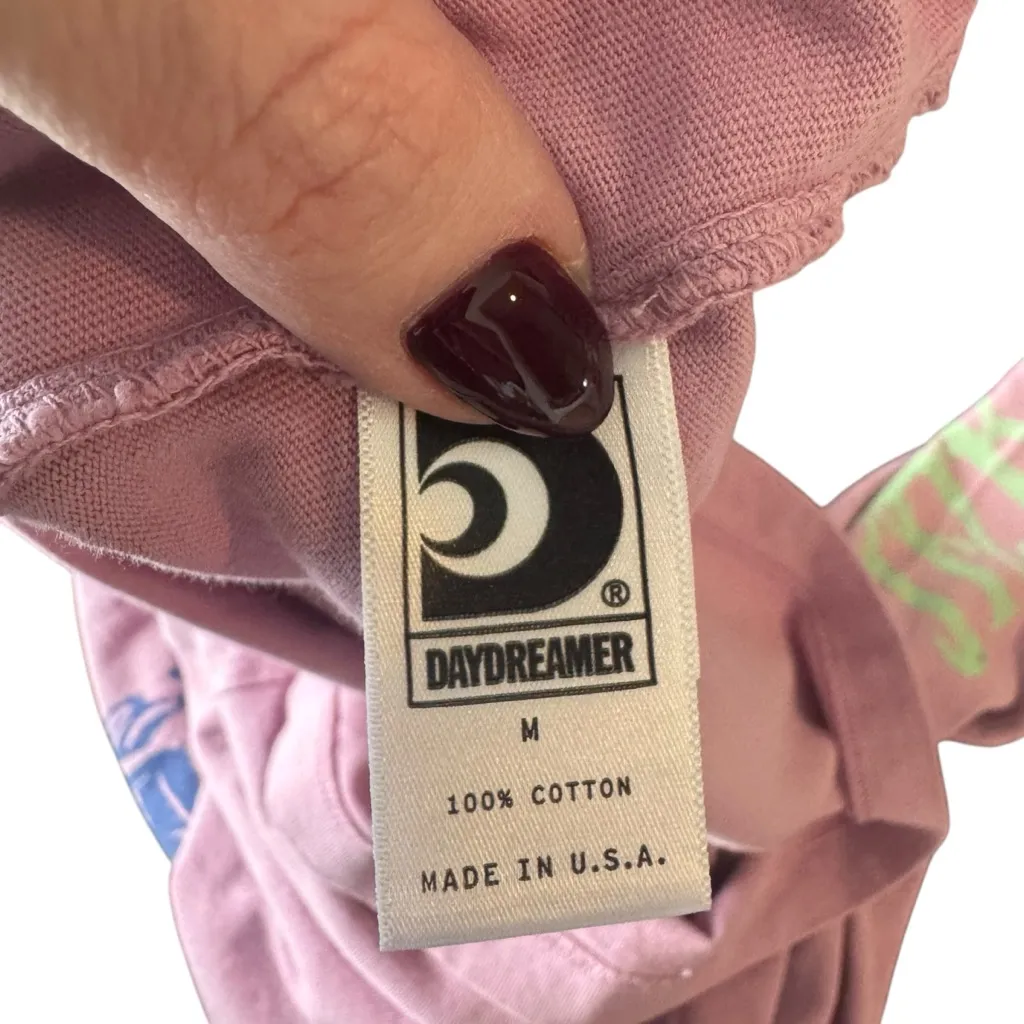 ®
DAYDREAMER
M
100% COTTON
MADE IN U.S.A.